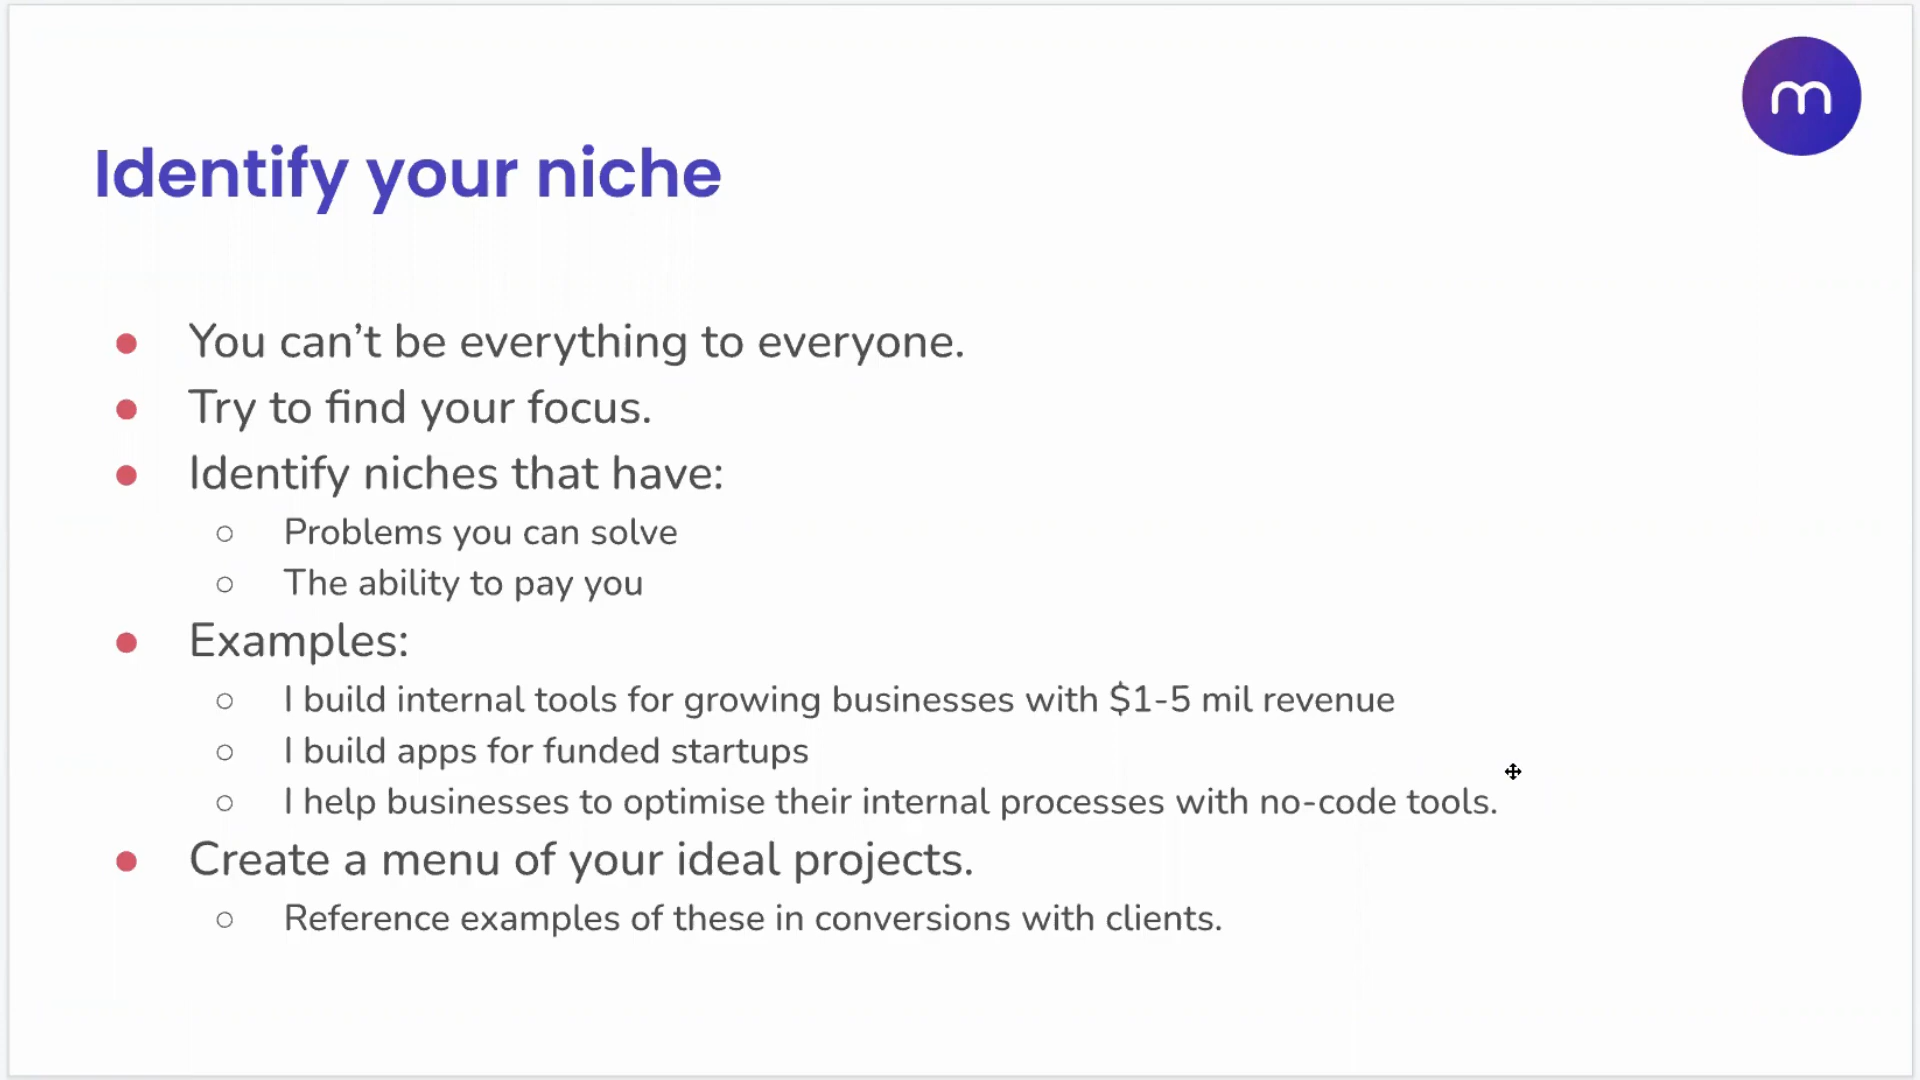 m
Identify your niche
● You can’t be everything to everyone.
● Try to find your focus.
● Identify niches that have:
○ Problems you can solve
○ The ability to pay you
● Examples:
○ I build internal tools for growing businesses with $1-5 mil revenue
○ I build apps for funded startups
○ I help businesses to optimise their internal processes with no-code tools.
● Create a menu of your ideal projects.
○ Reference examples of these in conversions with clients.